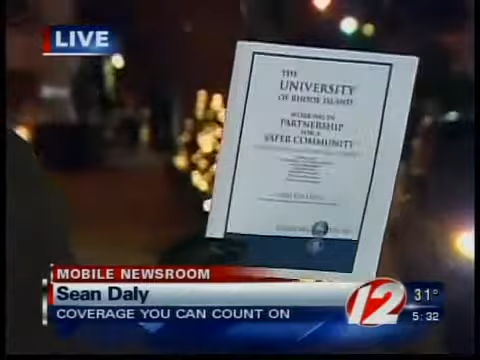 LIVE
THE
UNIVERSITY
OF RHODE ISLAND
WORKING IN
PARTNERSHIP
FOR A
SAFER COMMUNITY
MOBILE NEWSROOM
Sean Daly
COVERAGE YOU CAN COUNT ON
12
31°
5:32